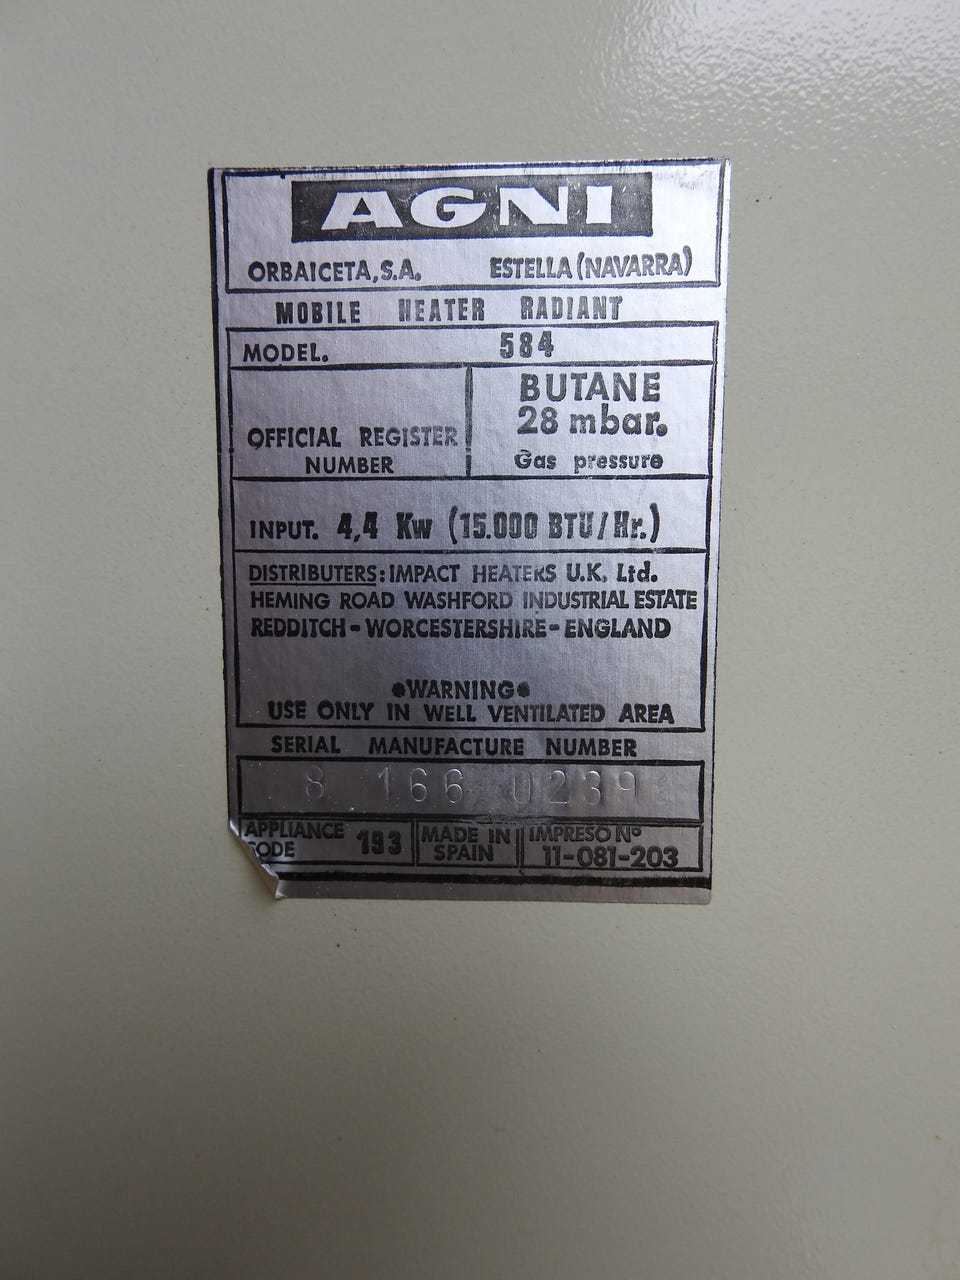 AGNI
ORBAICETA, S.A. ESTELLA (NAVARRA)
MOBILE HEATER RADIANT
MODEL. 584
BUTANE
28 mbar.
OFFICIAL REGISTER
NUMBER
Gas pressure
INPUT. 4,4 Kw (15.000 BTU/Hr.)
DISTRIBUTERS: IMPACT HEATERS U.K. Ltd.
HEMING ROAD WASHFORD INDUSTRIAL ESTATE
REDDITCH - WORCESTERSHIRE - ENGLAND
•WARNING•
USE ONLY IN WELL VENTILATED AREA
SERIAL MANUFACTURE NUMBER
8 166 0239
APPLIANCE CODE 193
MADE IN SPAIN
IMPRESO Nº
11-081-203